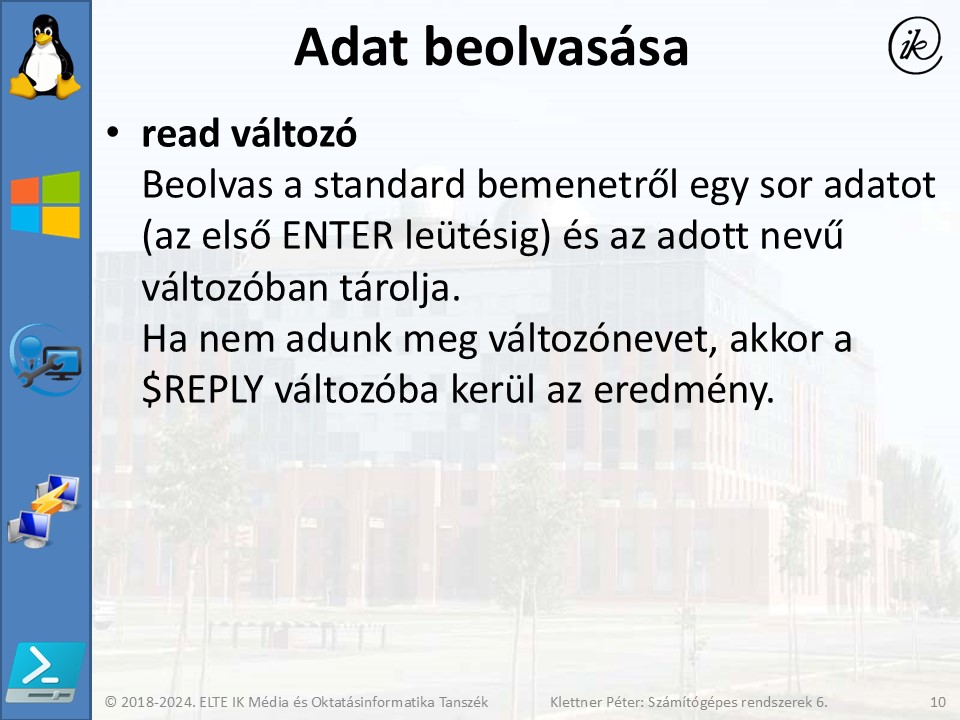 Adat beolvasása
ik
• read változó
Beolvas a standard bemenetről egy sor adatot
(az első ENTER leütésig) és az adott nevű
változóban tárolja.
Ha nem adunk meg változónevet, akkor a
$REPLY változóba kerül az eredmény.
© 2018-2024. ELTE IK Média és Oktatásinformatika Tanszék Klettner Péter: Számítógépes rendszerek 6. 10